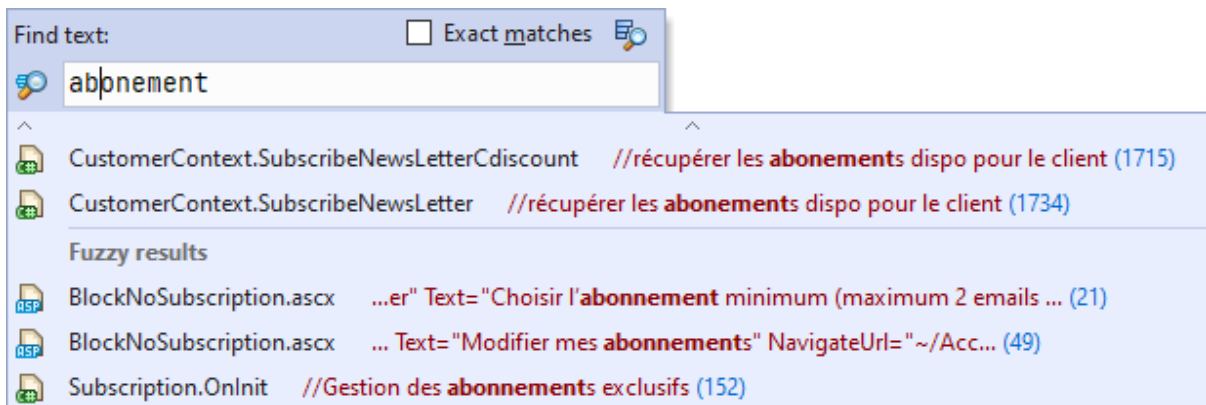 Find text: Exact matches
abonement
CustomerContext.SubscribeNewsLetterCdiscount //récupérer les abonements dispo pour le client (1715)
CustomerContext.SubscribeNewsLetter //récupérer les abonements dispo pour le client (1734)
Fuzzy results
BlockNoSubscription.ascx ...er" Text="Choisir l'abonnement minimum (maximum 2 emails ... (21)
BlockNoSubscription.ascx ... Text="Modifier mes abonnements" NavigateUrl="~/Acc... (49)
Subscription.OnInit //Gestion des abonnements exclusifs (152)